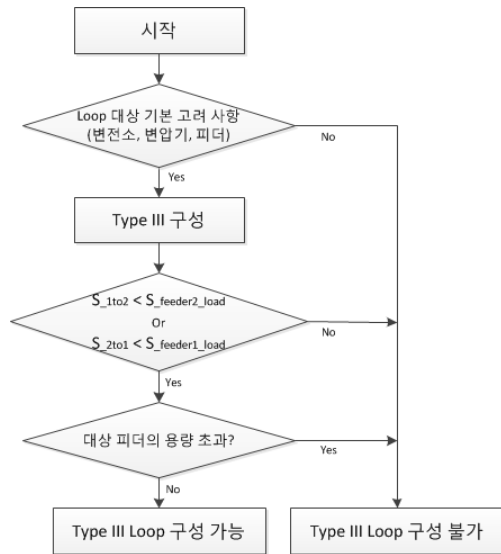 시작
Loop 대상 기본 고려 사항
(변전소, 변압기, 피더)
No
Yes
Type III 구성
S_1to2 < S_feeder2_load
Or
S_2to1 < S_feeder1_load
No
Yes
대상 피더의 용량 초과?
Yes
No
Type III Loop 구성 가능
Type III Loop 구성 불가